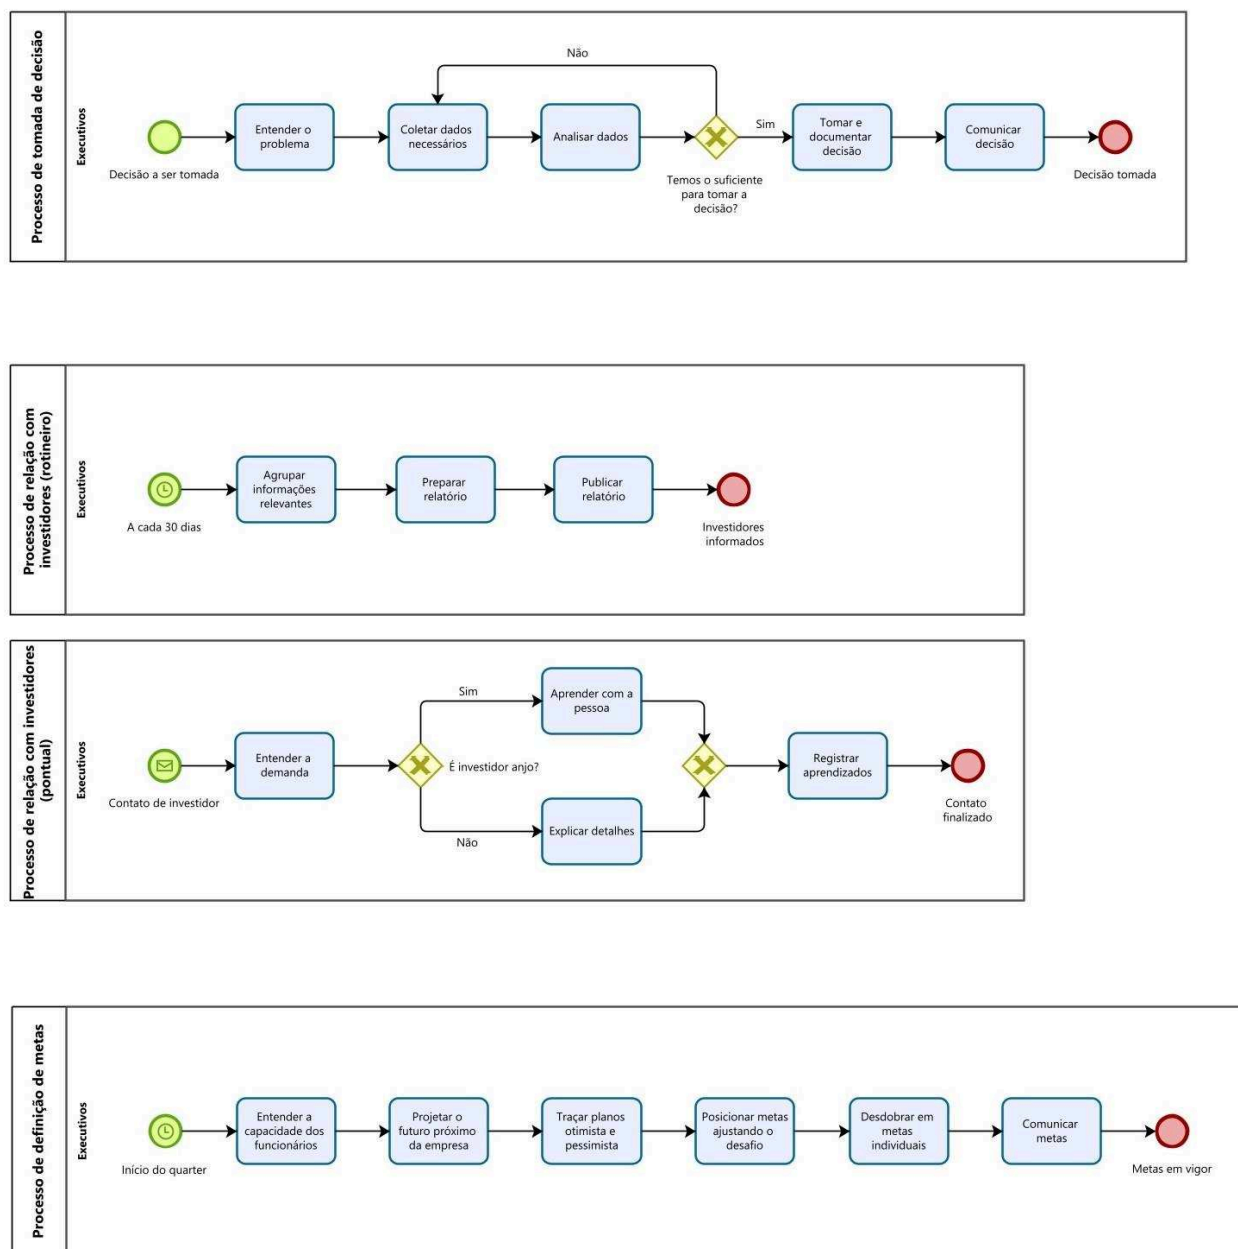 Processo de tomada de decisão
Executivos
Decisão a ser tomada
Entender o
problema
Coletar dados
necessários
Analisar dados
Não
Temos o suficiente
para tomar a
decisão?
Sim
Tomar e
documentar
decisão
Comunicar
decisão
Decisão tomada
Processo de relação com
investidores (rotineiro)
Executivos
A cada 30 dias
Agrupar
informações
relevantes
Preparar
relatório
Publicar
relatório
Investidores
informados
Processo de relação com investidores
(pontual)
Executivos
Contato de investidor
Entender a
demanda
É investidor anjo?
Sim
Aprender com a
pessoa
Não
Explicar detalhes
Registrar
aprendizados
Contato
finalizado
Processo de definição de metas
Executivos
Início do quarter
Entender a
capacidade dos
funcionários
Projetar o
futuro próximo
da empresa
Traçar planos
otimista e
pessimista
Posicionar metas
ajustando o
desafio
Desdobrar em
metas
individuais
Comunicar
metas
Metas em vigor